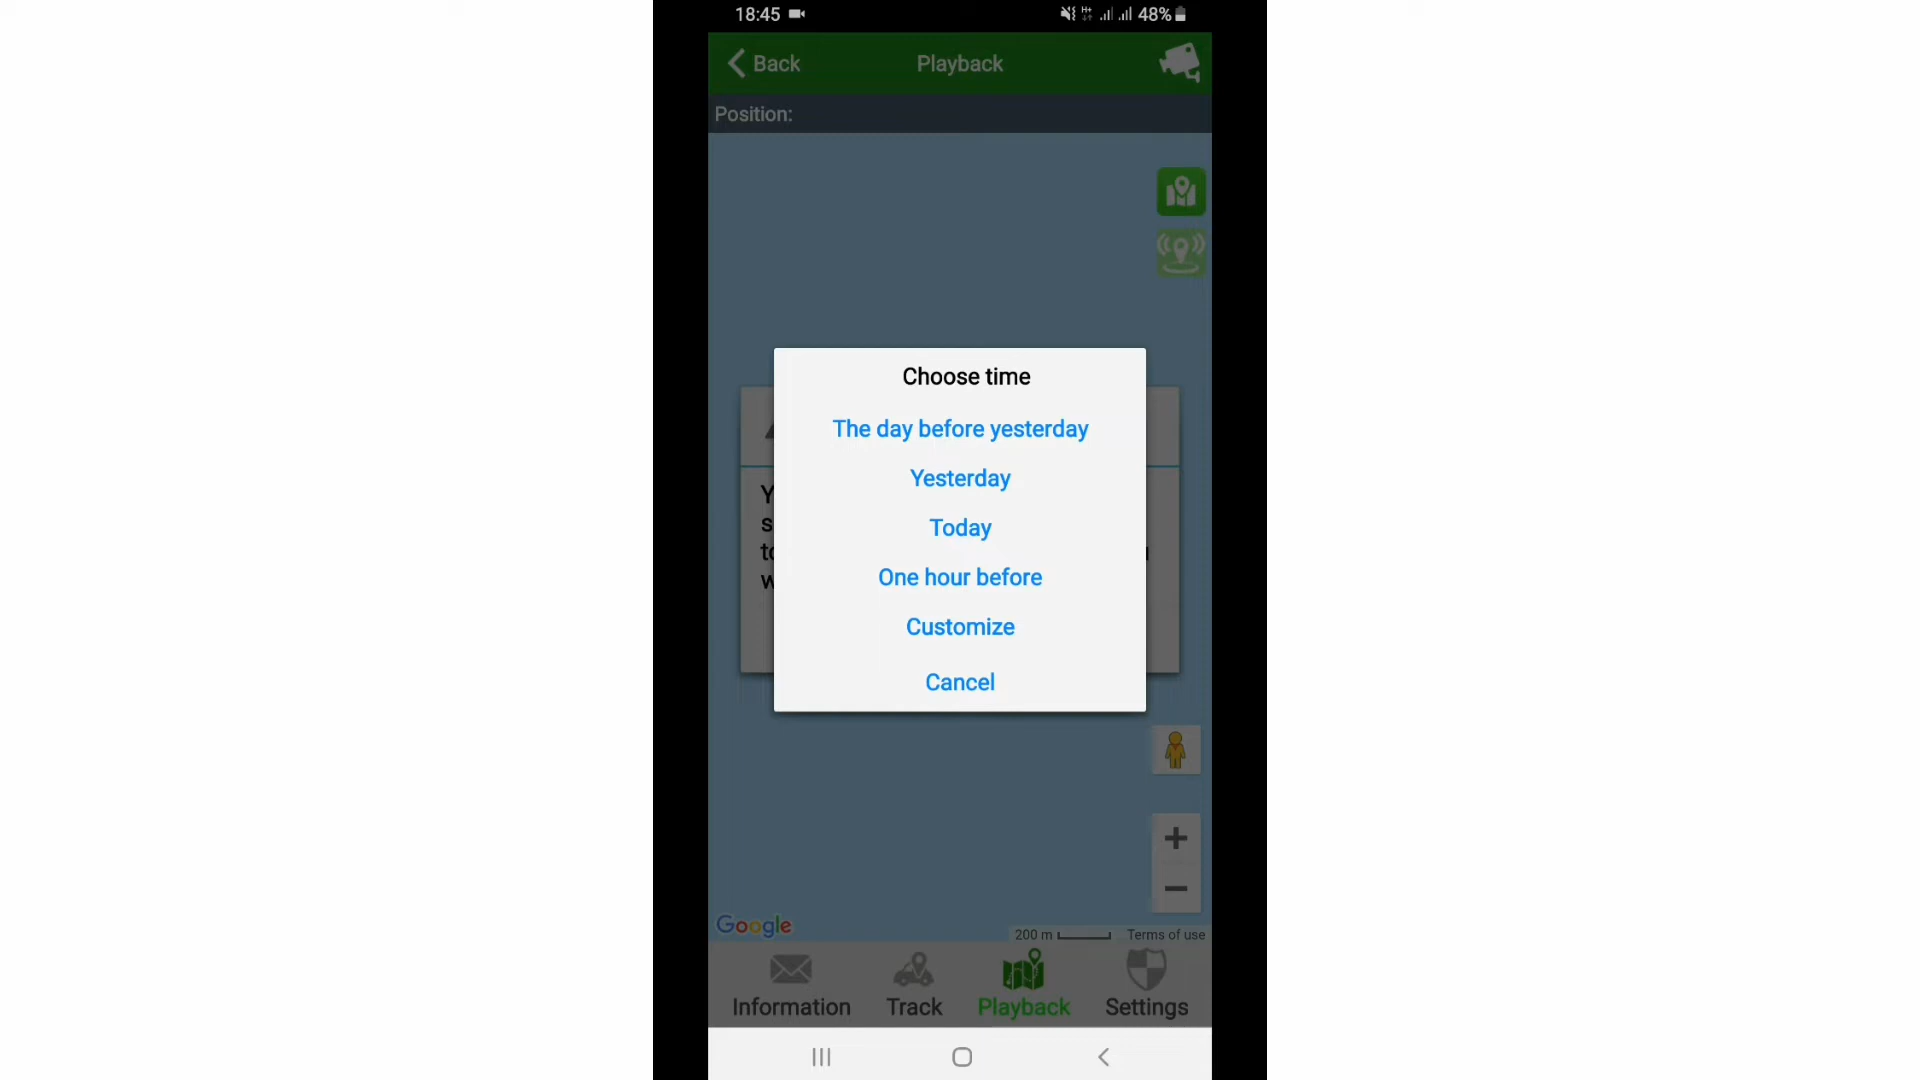 18:45 48%
Back Playback
Position:
Choose time
The day before yesterday
Yesterday
Today
One hour before
Customize
Cancel
Google
200 m Terms of use
Information Track Playback Settings